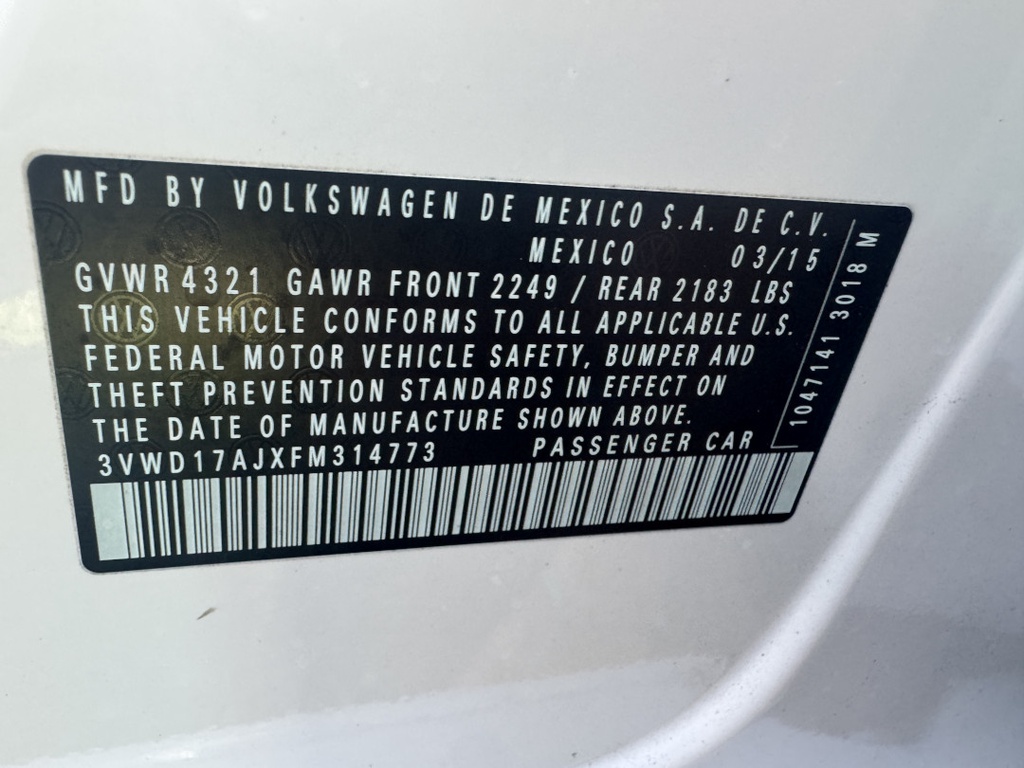 MFD BY VOLKSWAGEN DE MEXICO S.A. DE C.V.
MEXICO 03/15
GVWR 4321 GAWR FRONT 2249 / REAR 2183 LBS
THIS VEHICLE CONFORMS TO ALL APPLICABLE U.S.
FEDERAL MOTOR VEHICLE SAFETY, BUMPER AND
THEFT PREVENTION STANDARDS IN EFFECT ON
THE DATE OF MANUFACTURE SHOWN ABOVE.
3VWD17AJXFM314773 PASSENGER CAR
1047141 3018 M